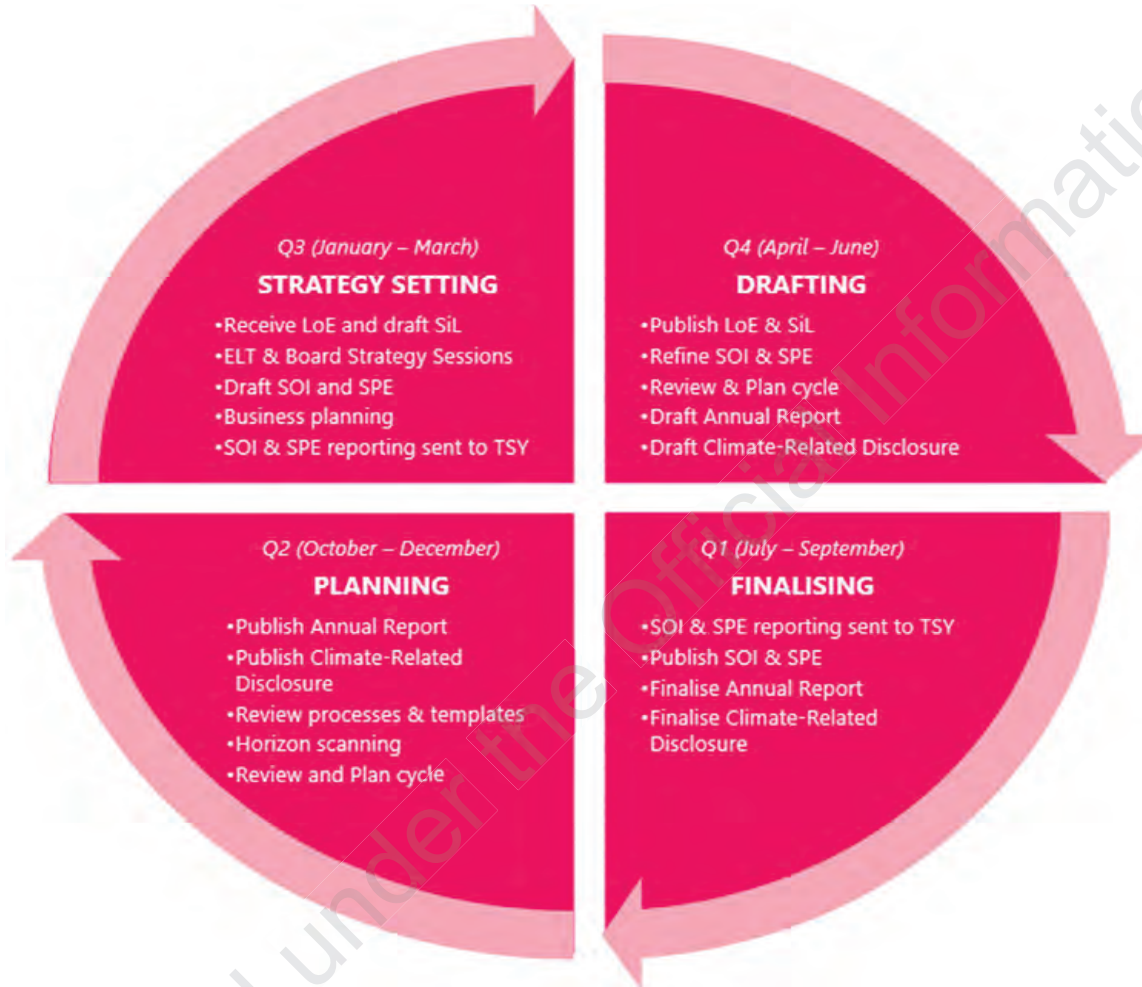 Q3 (January – March)
STRATEGY SETTING
•Receive LoE and draft SiL
•ELT & Board Strategy Sessions
•Draft SOI and SPE
•Business planning
•SOI & SPE reporting sent to TSY
Q4 (April – June)
DRAFTING
•Publish LoE & SiL
•Refine SOI & SPE
•Review & Plan cycle
•Draft Annual Report
•Draft Climate-Related Disclosure
Q2 (October – December)
PLANNING
•Publish Annual Report
•Publish Climate-Related
Disclosure
•Review processes & templates
•Horizon scanning
•Review and Plan cycle
Q1 (July – September)
FINALISING
•SOI & SPE reporting sent to TSY
•Publish SOI & SPE
•Finalise Annual Report
•Finalise Climate-Related
Disclosure
under the Official